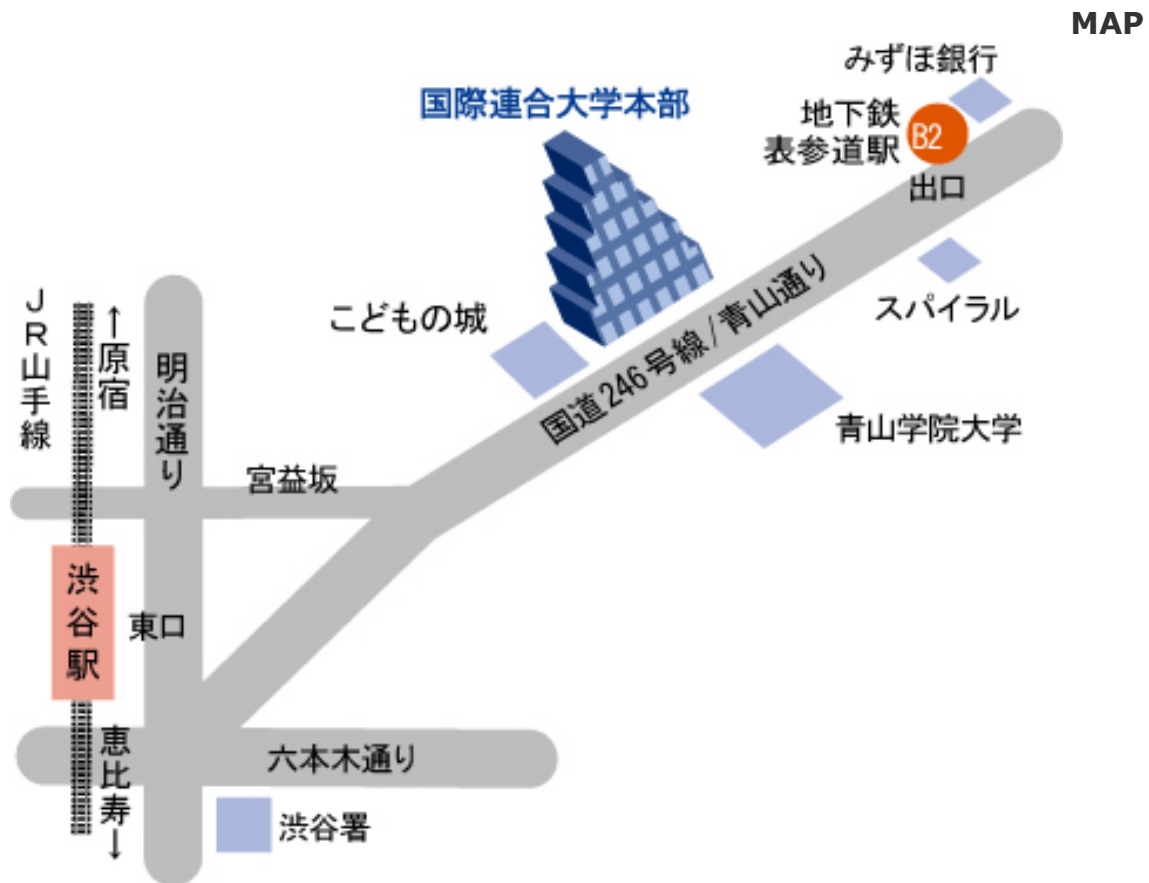 MAP
みずほ銀行
国際連合大学本部
地下鉄
表参道駅
B2
出口
スパイラル
国道246号線/青山通り
こどもの城
青山学院大学
JR山手線
↑原宿
明治通り
宮益坂
渋谷駅
東口
恵比寿↓
六本木通り
渋谷署